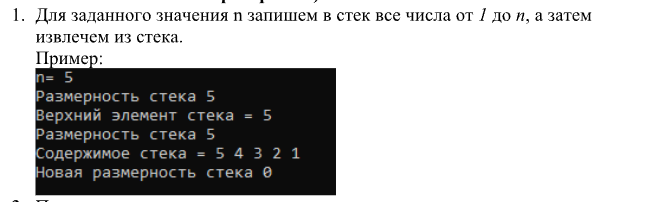 1. Для заданного значения n запишем в стек все числа от 1 до n, а затем
извлечем из стека.
Пример:
n= 5
Размерность стека 5
Верхний элемент стека = 5
Размерность стека 5
Содержимое стека = 5 4 3 2 1
Новая размерность стека 0